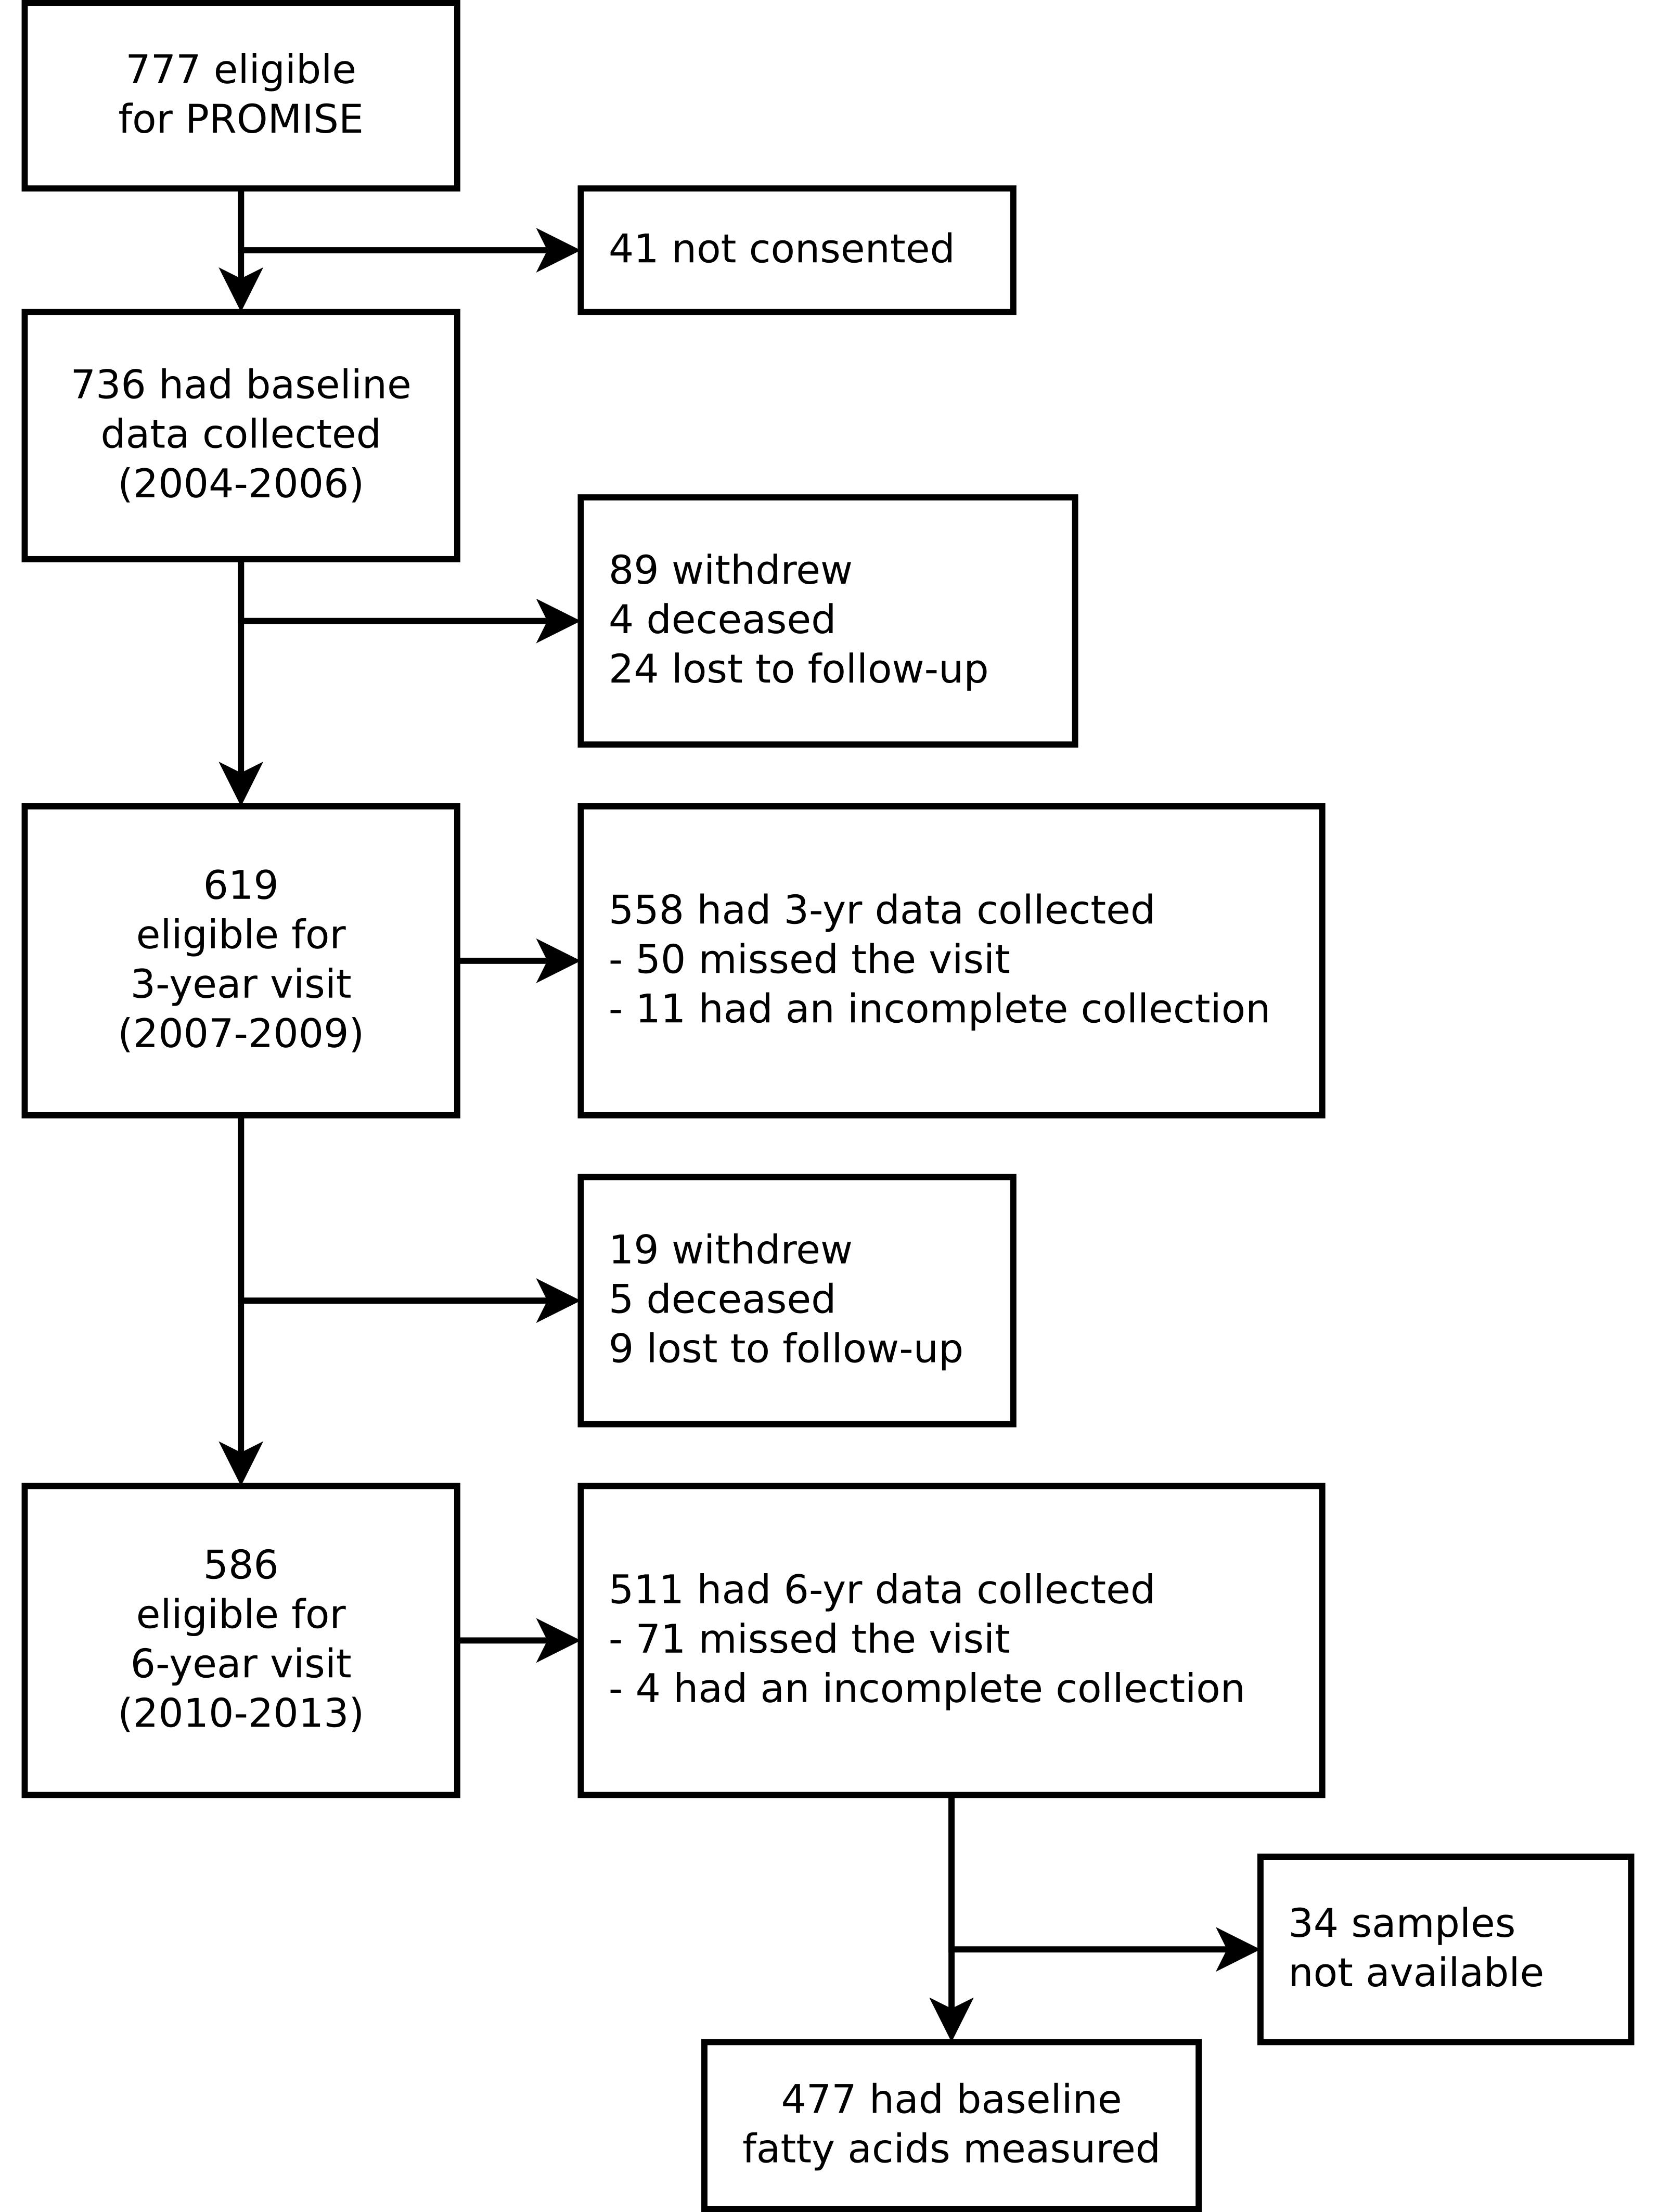 777 eligible
for PROMISE
41 not consented
736 had baseline
data collected
(2004-2006)
89 withdrew
4 deceased
24 lost to follow-up
619
eligible for
3-year visit
(2007-2009)
558 had 3-yr data collected
- 50 missed the visit
- 11 had an incomplete collection
19 withdrew
5 deceased
9 lost to follow-up
586
eligible for
6-year visit
(2010-2013)
511 had 6-yr data collected
- 71 missed the visit
- 4 had an incomplete collection
34 samples
not available
477 had baseline
fatty acids measured